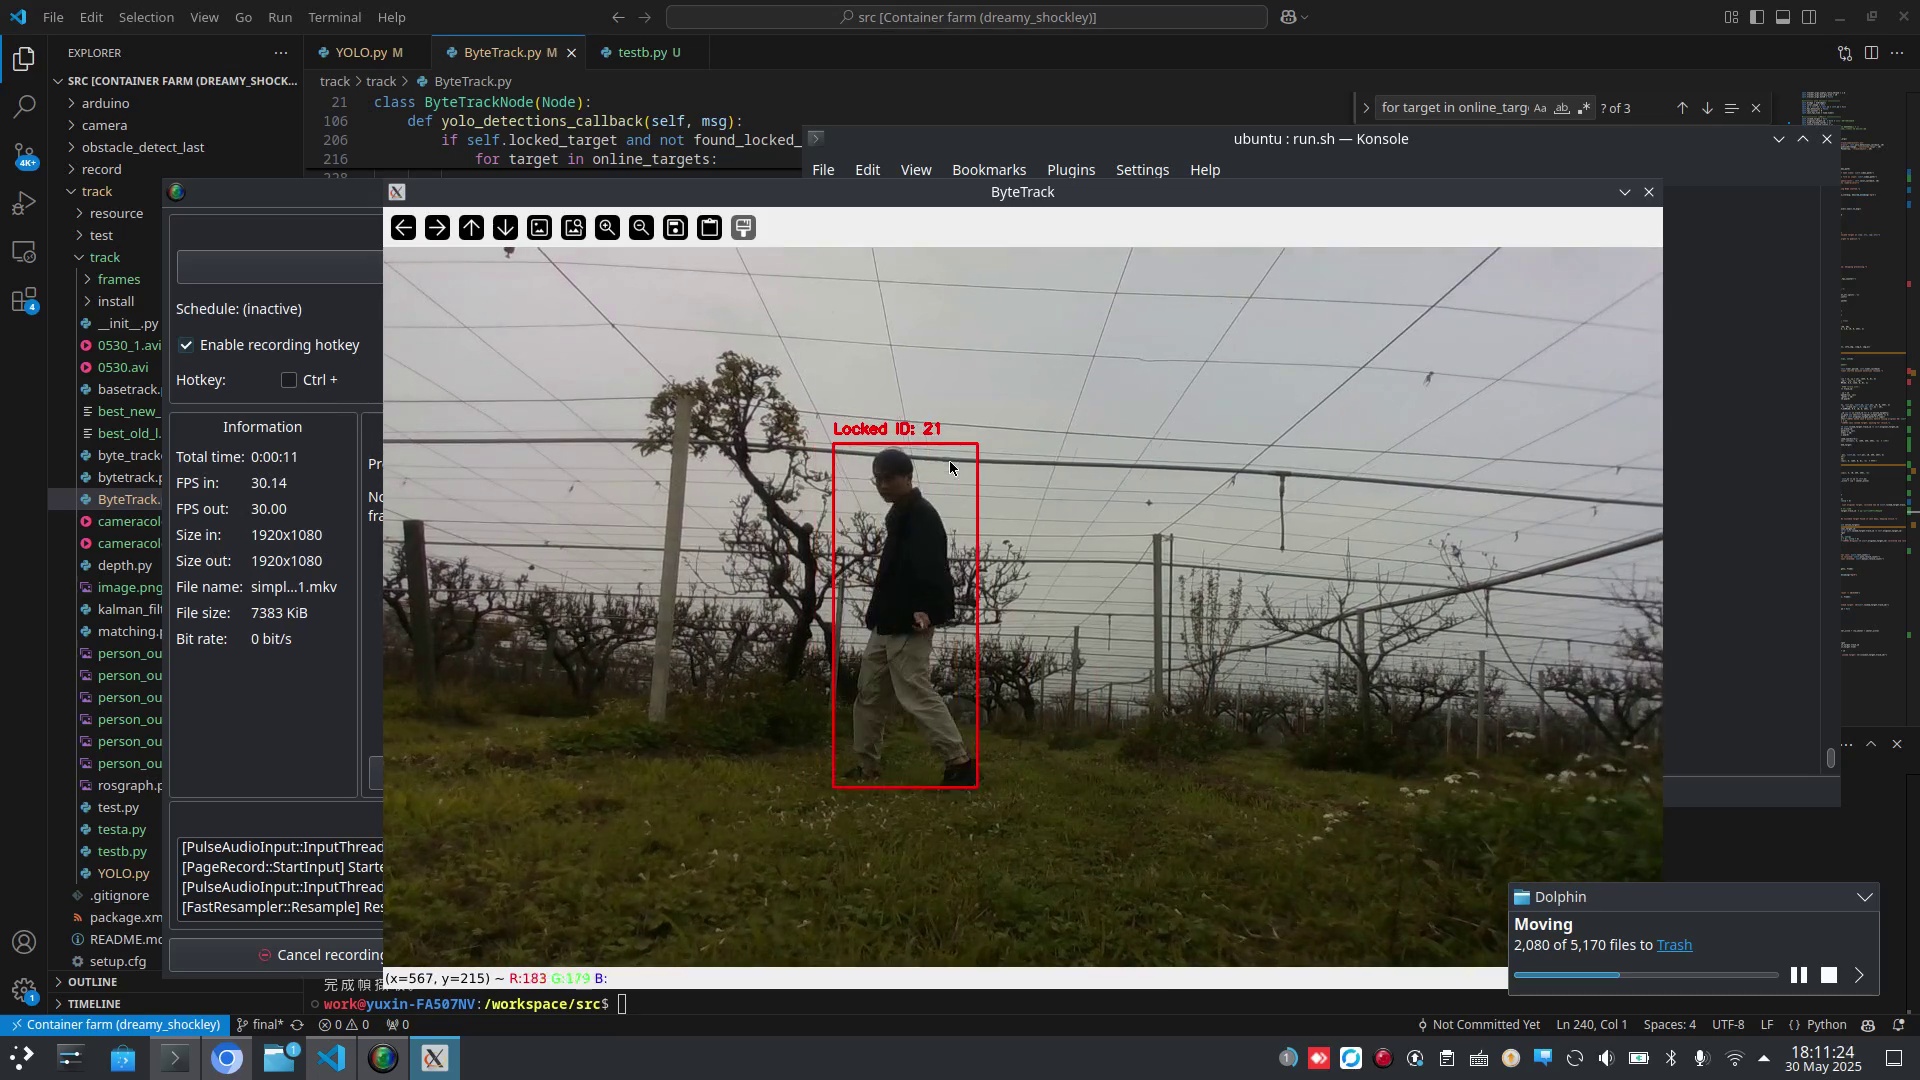 File Edit Selection View Go Run Terminal Help
src [Container farm (dreamy_shockley)]
EXPLORER
YOLO.py M
ByteTrack.py M
testb.py U
SRC [CONTAINER FARM (DREAMY_SHOCK...
track > track > ByteTrack.py
arduino
camera
obstacle_detect_last
record
track
resource
test
track
frames
install
__init__.py
0530_1.avi
0530.avi
basetrack.
best_new_
best_old_l.
byte_track
bytetrack.p
ByteTrack.
cameracol
cameracol
depth.py
image.png
kalman_filt
matching.p
person_ou
person_ou
person_ou
person_ou
person_ou
person_ou
rosgraph.p
test.py
testa.py
testb.py
YOLO.py
.gitignore
package.xm
README.md
setup.cfg
OUTLINE
TIMELINE
21 class ByteTrackNode(Node):
106 def yolo_detections_callback(self, msg):
206 if self.locked_target and not found_locked_
216 for target in online_targets:
for target in online_targ
Aa ab .*
? of 3
ubuntu : run.sh — Konsole
File Edit View Bookmarks Plugins Settings Help
ByteTrack
Locked ID: 21
(x=567, y=215) ~ R:183 G:179 B:
Schedule: (inactive)
Enable recording hotkey
Hotkey: Ctrl +
Information
Total time: 0:00:11
FPS in: 30.14
FPS out: 30.00
Size in: 1920x1080
Size out: 1920x1080
File name: simpl...1.mkv
File size: 7383 KiB
Bit rate: 0 bit/s
Pr
No
fra
[PulseAudioInput::InputThread
[PageRecord::StartInput] Starte
[PulseAudioInput::InputThread
[FastResampler::Resample] Res
Cancel recording
work@yuxin-FA507NV:/workspace/src$
Dolphin
Moving
2,080 of 5,170 files to Trash
Container farm (dreamy_shockley)
final*
0 0
0
Not Committed Yet
Ln 240, Col 1
Spaces: 4
UTF-8
LF
{} Python
4K+
4
1
1
1
18:11:24
30 May 2025